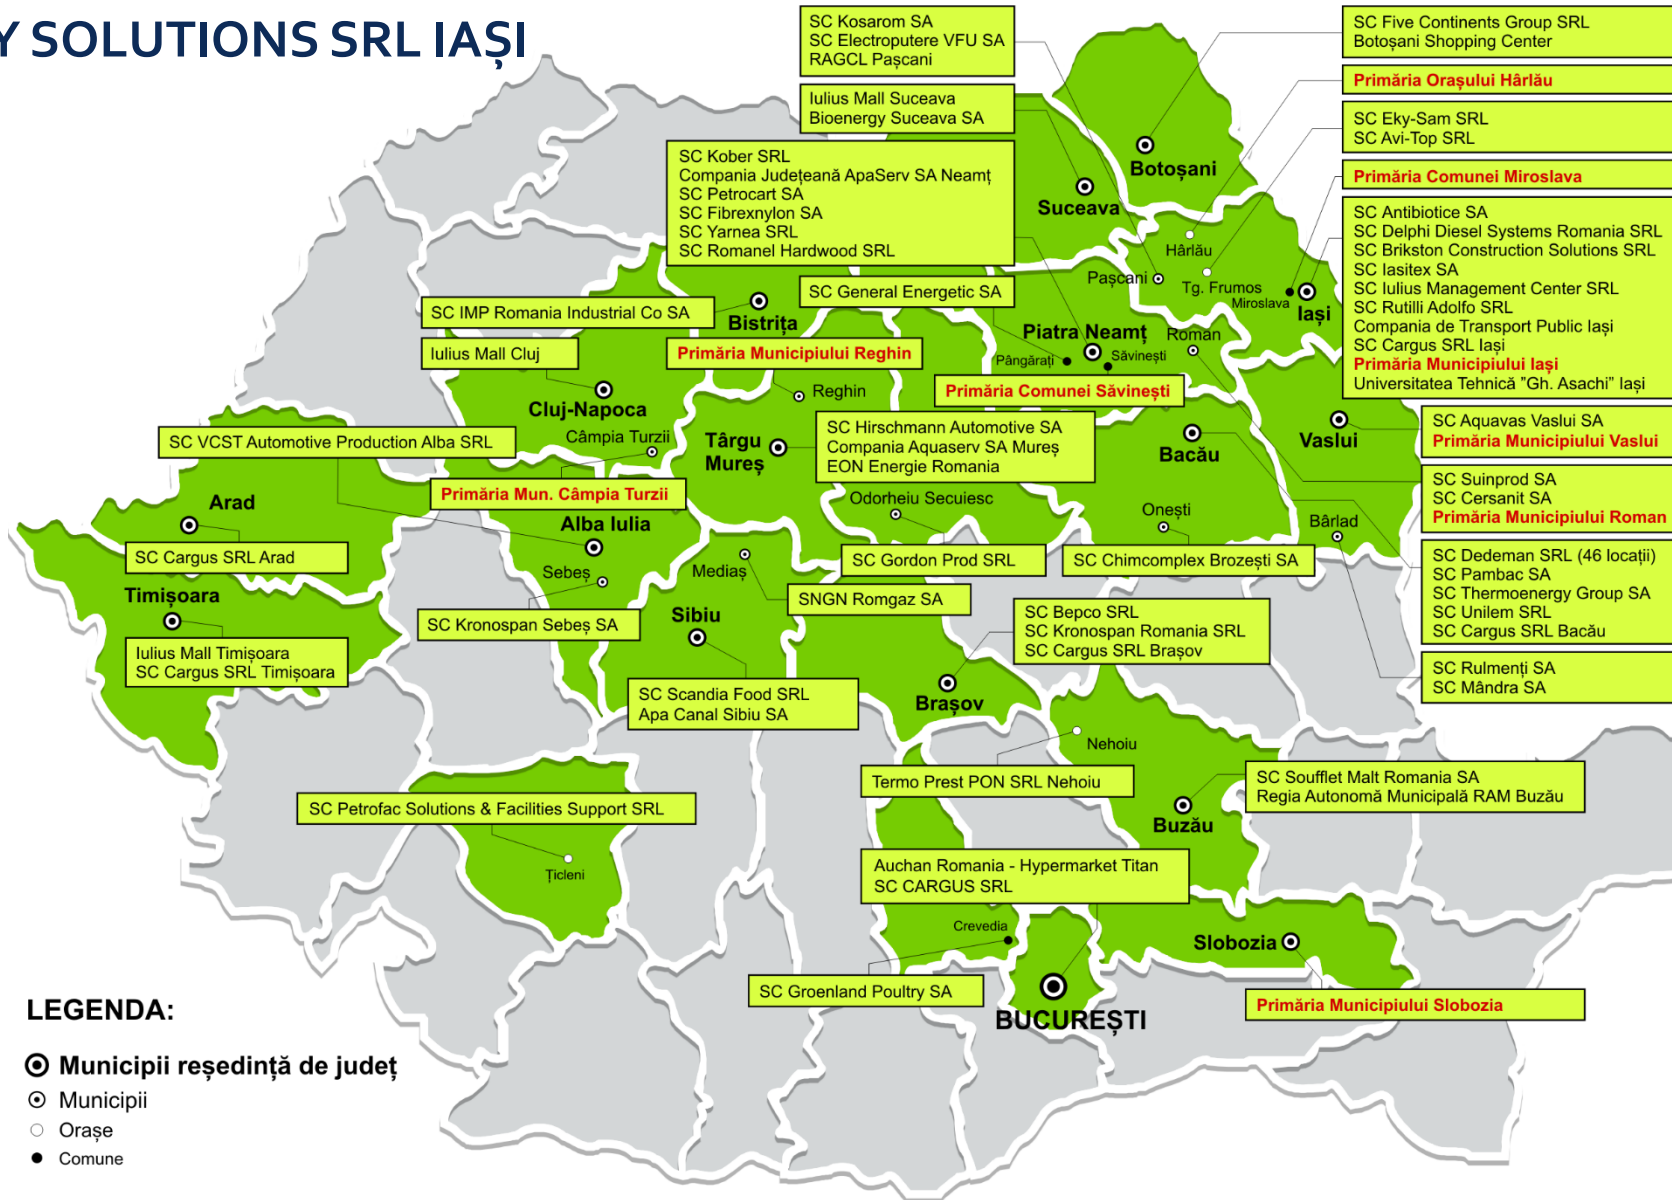 Y SOLUTIONS SRL IAȘI
SC Kosarom SA
SC Electroputere VFU SA
RAGCL Pașcani
Iulius Mall Suceava
Bioenergy Suceava SA
SC Kober SRL
Compania Județeană ApaServ SA Neamț
SC Petrocart SA
SC Fibrexnylon SA
SC Yarnea SRL
SC Romanel Hardwood SRL
SC Five Continents Group SRL
Botoșani Shopping Center
Primăria Orașului Hârlău
SC Eky-Sam SRL
SC Avi-Top SRL
Primăria Comunei Miroslava
SC Antibiotice SA
SC Delphi Diesel Systems Romania SRL
SC Brikston Construction Solutions SRL
SC Iasitex SA
SC Iulius Management Center SRL
SC Rutilli Adolfo SRL
Compania de Transport Public Iași
SC Cargus SRL Iași
Primăria Municipiului Iași
Universitatea Tehnică ”Gh. Asachi” Iași
Botoșani
Suceava
Hârlău
Pașcani
Tg. Frumos
Miroslava
Iași
SC General Energetic SA
SC IMP Romania Industrial Co SA
Bistrița
Piatra Neamț
Roman
Pângărați
Săvinești
Iulius Mall Cluj
Primăria Municipiului Reghin
Primăria Comunei Săvinești
Cluj-Napoca
Reghin
Câmpia Turzii
SC VCST Automotive Production Alba SRL
Târgu
Mureș
SC Hirschmann Automotive SA
Compania Aquaserv SA Mureș
EON Energie Romania
Bacău
Vaslui
SC Aquavas Vaslui SA
Primăria Municipiului Vaslui
SC Suinprod SA
SC Cersanit SA
Primăria Municipiului Roman
Primăria Mun. Câmpia Turzii
Arad
Alba Iulia
Odorheiu Secuiesc
Onești
Bârlad
SC Cargus SRL Arad
Sebeș
Mediaș
SC Gordon Prod SRL
SC Chimcomplex Brozești SA
SC Dedeman SRL (46 locații)
SC Pambac SA
SC Thermoenergy Group SA
SC Unilem SRL
SC Cargus SRL Bacău
Timișoara
SC Kronospan Sebeș SA
Sibiu
SNGN Romgaz SA
SC Bepco SRL
SC Kronospan Romania SRL
SC Cargus SRL Brașov
Iulius Mall Timișoara
SC Cargus SRL Timișoara
SC Rulmenți SA
SC Mândra SA
SC Scandia Food SRL
Apa Canal Sibiu SA
Brașov
Nehoiu
Termo Prest PON SRL Nehoiu
SC Soufflet Malt Romania SA
Regia Autonomă Municipală RAM Buzău
Buzău
SC Petrofac Solutions & Facilities Support SRL
Țicleni
Auchan Romania - Hypermarket Titan
SC CARGUS SRL
Crevedia
Slobozia
SC Groenland Poultry SA
BUCUREȘTI
Primăria Municipiului Slobozia
LEGENDA:
Municipii reședință de județ
Municipii
Orașe
Comune